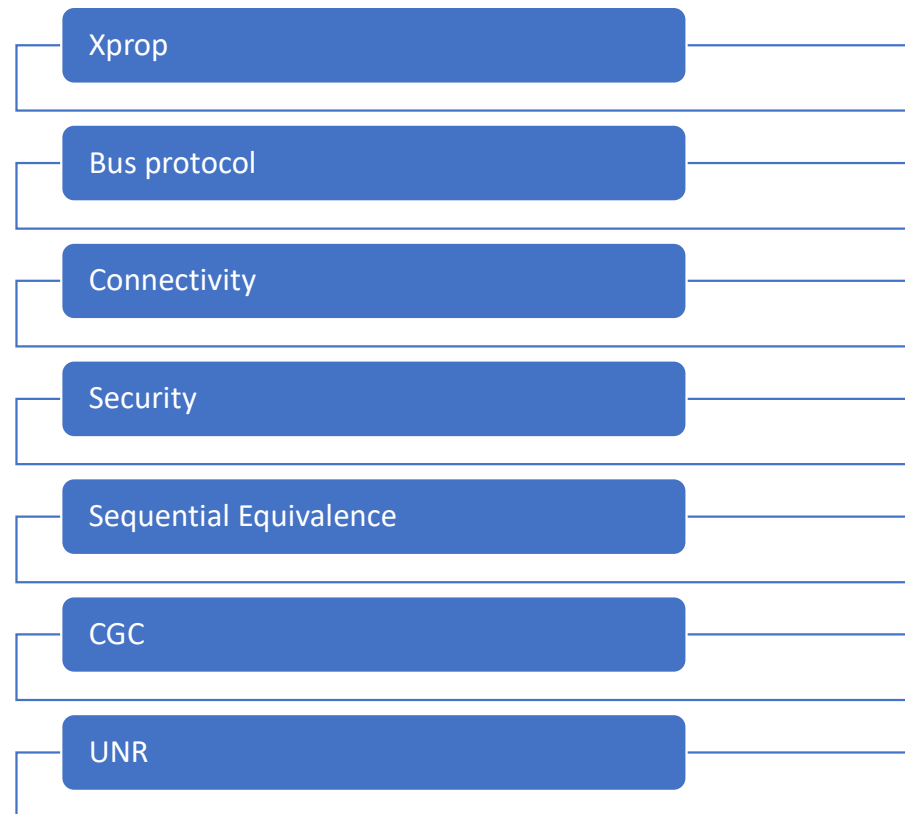 Xprop
Bus protocol
Connectivity
Security
Sequential Equivalence
CGC
UNR